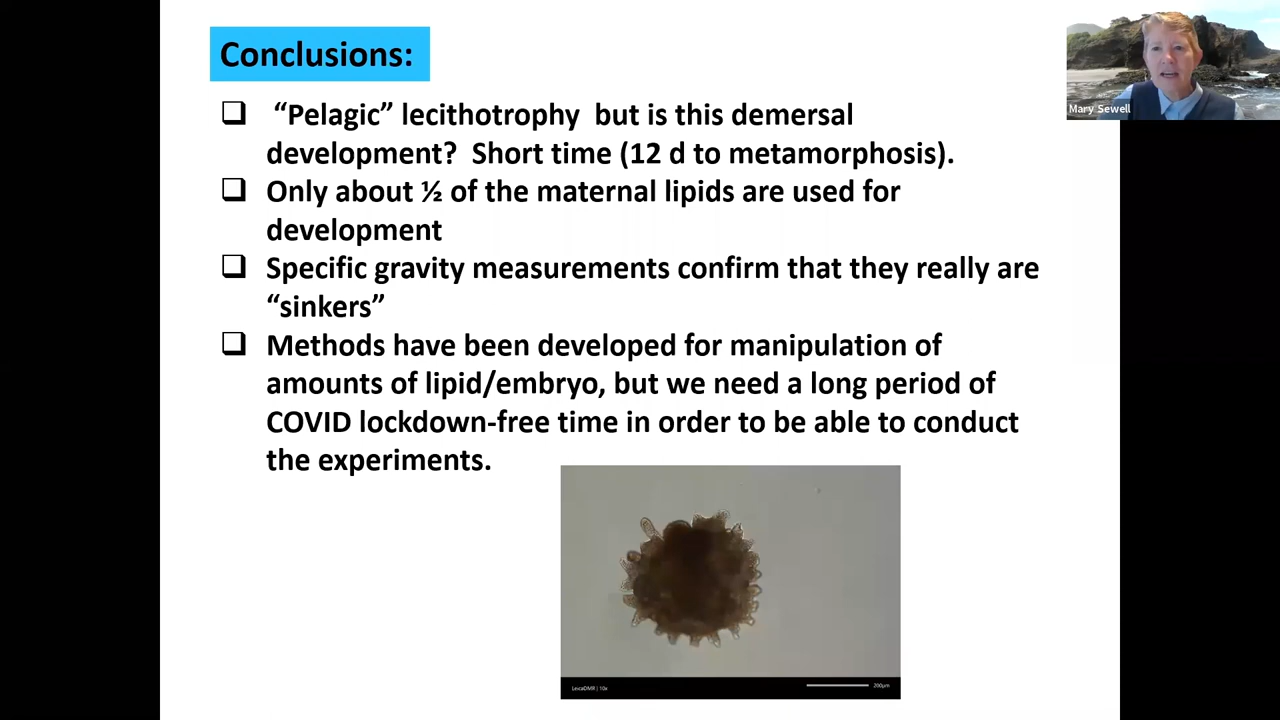 Conclusions:
Mary Sewell
❑ “Pelagic” lecithotrophy but is this demersal
development? Short time (12 d to metamorphosis).
❑ Only about ½ of the maternal lipids are used for
development
❑ Specific gravity measurements confirm that they really are
“sinkers”
❑ Methods have been developed for manipulation of
amounts of lipid/embryo, but we need a long period of
COVID lockdown-free time in order to be able to conduct
the experiments.
LeicaDMR | 10x
200µm